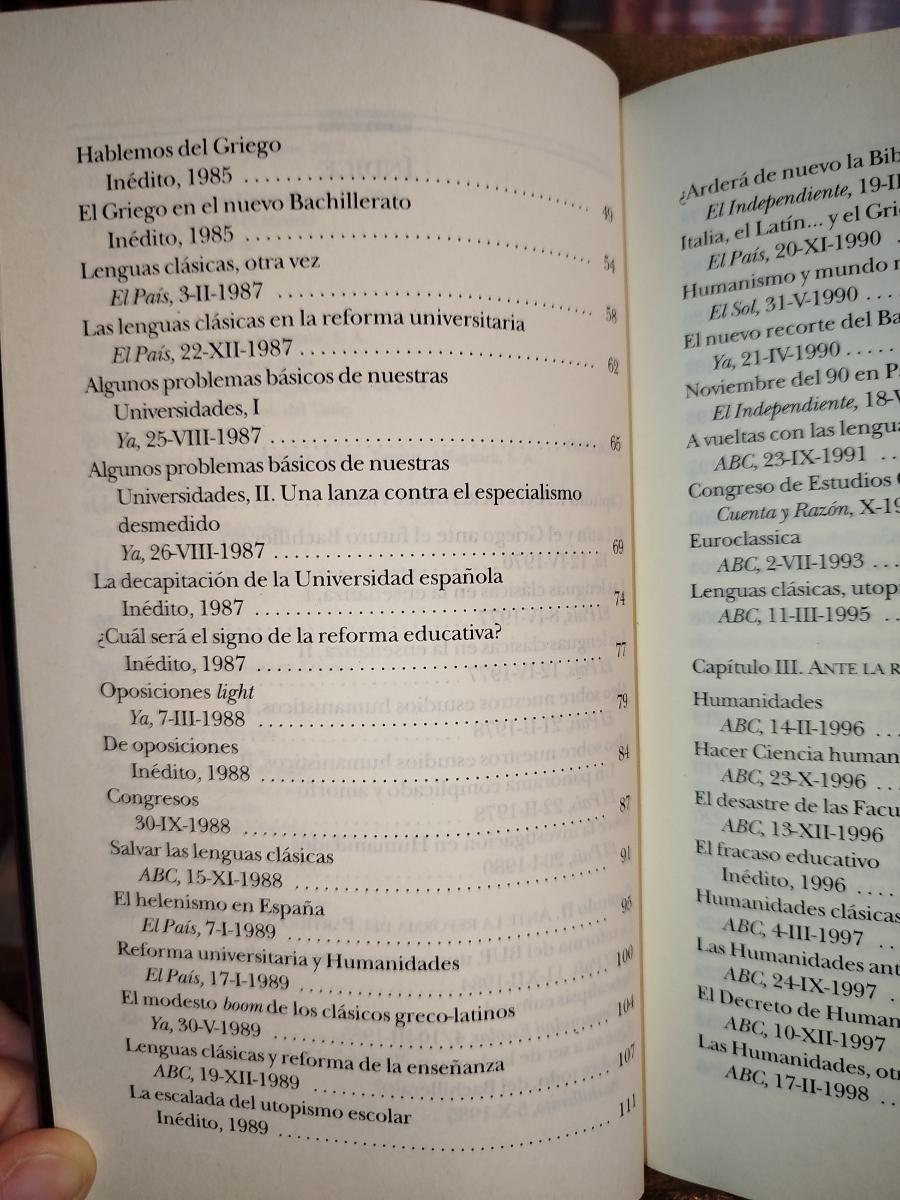 Hablemos del Griego
Inédito, 1985 .......... 49
El Griego en el nuevo Bachillerato
Inédito, 1985 .......... 54
Lenguas clásicas, otra vez
El País, 3-II-1987 .......... 58
Las lenguas clásicas en la reforma universitaria
El País, 22-XII-1987 .......... 62
Algunos problemas básicos de nuestras
Universidades, I
Ya, 25-VIII-1987 .......... 65
Algunos problemas básicos de nuestras
Universidades, II. Una lanza contra el especialismo
desmedido
Ya, 26-VIII-1987 .......... 69
La decapitación de la Universidad española
Inédito, 1987 .......... 74
¿Cuál será el signo de la reforma educativa?
Inédito, 1987 .......... 77
Oposiciones light
Ya, 7-III-1988 .......... 79
De oposiciones
Inédito, 1988 .......... 84
Congresos
30-IX-1988 .......... 87
Salvar las lenguas clásicas
ABC, 15-XI-1988 .......... 91
El helenismo en España
El País, 7-I-1989 .......... 95
Reforma universitaria y Humanidades
El País, 17-I-1989 .......... 100
El modesto boom de los clásicos greco-latinos
Ya, 30-V-1989 .......... 104
Lenguas clásicas y reforma de la enseñanza
ABC, 19-XII-1989 .......... 107
La escalada del utopismo escolar
Inédito, 1989 .......... 111
¿Arderá de nuevo la Bib
El Independiente, 19-II
Italia, el Latín... y el Gri
El País, 20-XI-1990
Humanismo y mundo
El Sol, 31-V-1990 ....
El nuevo recorte del Ba
Ya, 21-IV-1990 .....
Noviembre del 90 en P
El Independiente, 18-V
A vueltas con las lengua
ABC, 23-IX-1991 ..
Congreso de Estudios
Cuenta y Razón, X-19
Euroclassica
ABC, 2-VII-1993 ....
Lenguas clásicas, utop
ABC, 11-III-1995 ..
Capítulo III. ANTE LA R
Humanidades
ABC, 14-II-1996 ...
Hacer Ciencia human
ABC, 23-X-1996 ....
El desastre de las Facu
ABC, 13-XII-1996
El fracaso educativo
Inédito, 1996 ....
Humanidades clásicas
ABC, 4-III-1997 ..
Las Humanidades ant
ABC, 24-IX-1997 .
El Decreto de Human
ABC, 10-XII-1997
Las Humanidades, otr
ABC, 17-II-1998 ..